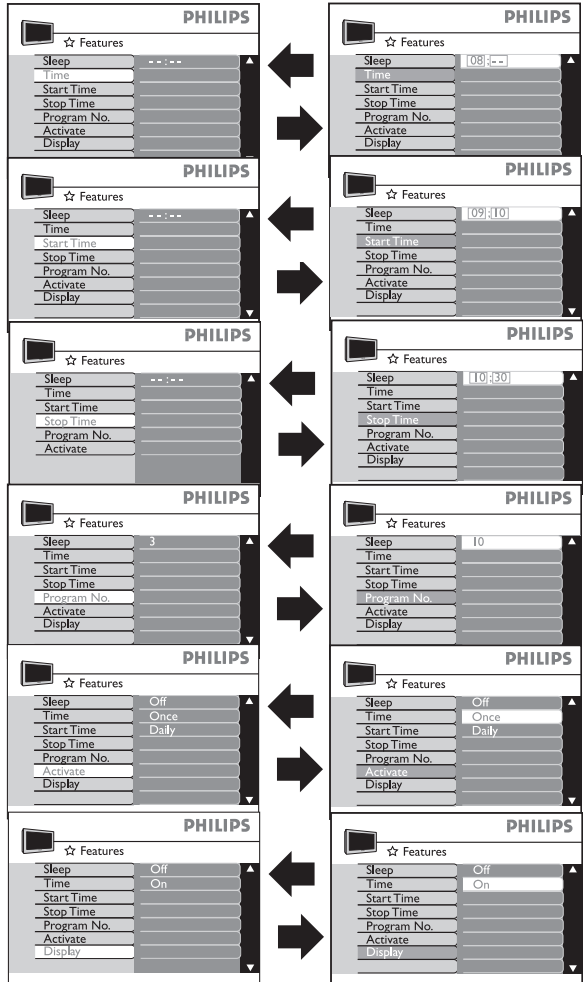 PHILIPS
☆ Features
Sleep --:--
Time
Start Time
Stop Time
Program No.
Activate
Display
PHILIPS
☆ Features
Sleep 08:--
Time
Start Time
Stop Time
Program No.
Activate
Display
PHILIPS
☆ Features
Sleep --:--
Time
Start Time
Stop Time
Program No.
Activate
Display
PHILIPS
☆ Features
Sleep 09:10
Time
Start Time
Stop Time
Program No.
Activate
Display
PHILIPS
☆ Features
Sleep --:--
Time
Start Time
Stop Time
Program No.
Activate
PHILIPS
☆ Features
Sleep 10:30
Time
Start Time
Stop Time
Program No.
Activate
Display
PHILIPS
☆ Features
Sleep 3
Time
Start Time
Stop Time
Program No.
Activate
Display
PHILIPS
☆ Features
Sleep 10
Time
Start Time
Stop Time
Program No.
Activate
Display
PHILIPS
☆ Features
Sleep Off
Time Once
Start Time Daily
Stop Time
Program No.
Activate
Display
PHILIPS
☆ Features
Sleep Off
Time Once
Start Time Daily
Stop Time
Program No.
Activate
Display
PHILIPS
☆ Features
Sleep Off
Time On
Start Time
Stop Time
Program No.
Activate
Display
PHILIPS
☆ Features
Sleep Off
Time On
Start Time
Stop Time
Program No.
Activate
Display